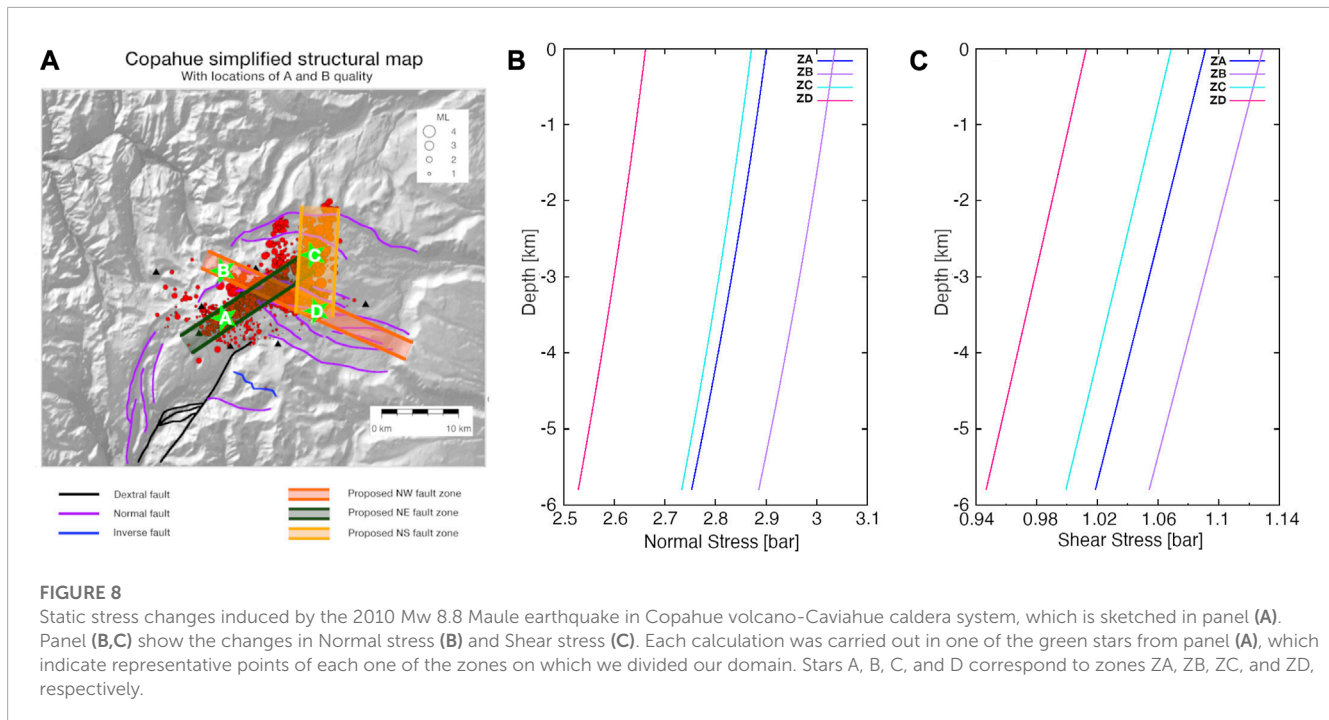 A
Copahue simplified structural map
With locations of A and B quality
ML
4
3
2
1
B
C
A
D
0 km
10 km
Dextral fault
Normal fault
Inverse fault
Proposed NW fault zone
Proposed NE fault zone
Proposed NS fault zone
B
ZA
ZB
ZC
ZD
0
-1
-2
-3
-4
-5
-6
Depth [km]
2.5 2.6 2.7 2.8 2.9 3 3.1
Normal Stress [bar]
C
ZA
ZB
ZC
ZD
0
-1
-2
-3
-4
-5
-6
Depth [km]
0.94 0.98 1.02 1.06 1.1 1.14
Shear Stress [bar]
FIGURE 8
Static stress changes induced by the 2010 Mw 8.8 Maule earthquake in Copahue volcano-Caviahue caldera system, which is sketched in panel (A).
Panel (B,C) show the changes in Normal stress (B) and Shear stress (C). Each calculation was carried out in one of the green stars from panel (A), which
indicate representative points of each one of the zones on which we divided our domain. Stars A, B, C, and D correspond to zones ZA, ZB, ZC, and ZD,
respectively.